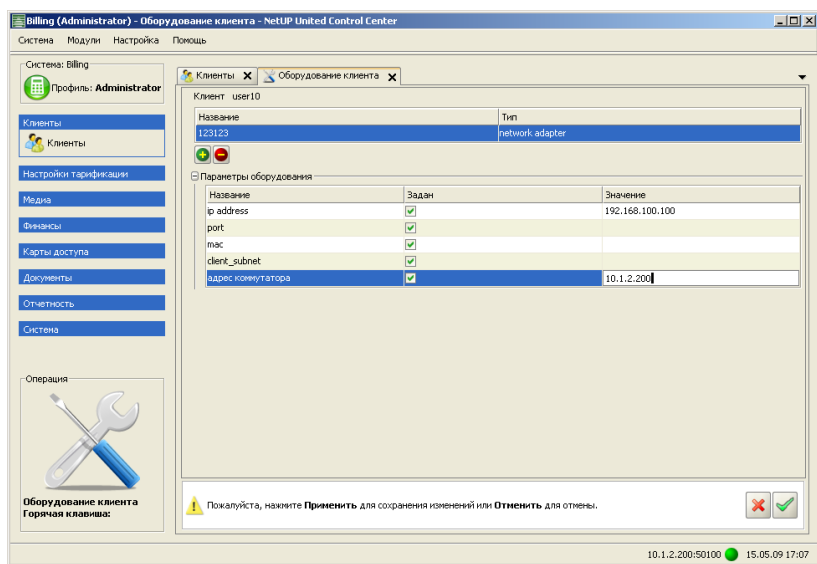 Billing (Administrator) - Оборудование клиента - NetUP United Control Center
Система Модули Настройка Помощь
Система: Billing
Профиль: Administrator
Клиенты
Клиенты
Настройки тарификации
Медиа
Финансы
Карты доступа
Документы
Отчетность
Система
Операция
Оборудование клиента
Горячая клавиша:
Клиенты Оборудование клиента
Клиент user10
Название Тип
123123 network adapter
Параметры оборудования
Название Задан Значение
ip address 192.168.100.100
port
mac
client_subnet
адрес коммутатора 10.1.2.200
Пожалуйста, нажмите Применить для сохранения изменений или Отменить для отмены.
10.1.2.200:50100 15.05.09 17:07